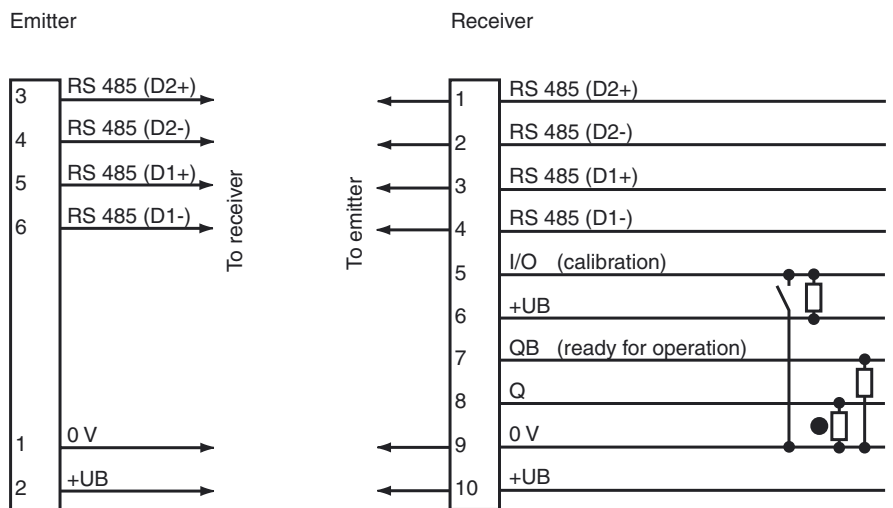 Emitter
3 RS 485 (D2+)
4 RS 485 (D2-)
5 RS 485 (D1+)
6 RS 485 (D1-)
1 0 V
2 +UB
To receiver
Receiver
To emitter
1 RS 485 (D2+)
2 RS 485 (D2-)
3 RS 485 (D1+)
4 RS 485 (D1-)
5 I/O (calibration)
6 +UB
7 QB (ready for operation)
8 Q
9 0 V
10 +UB